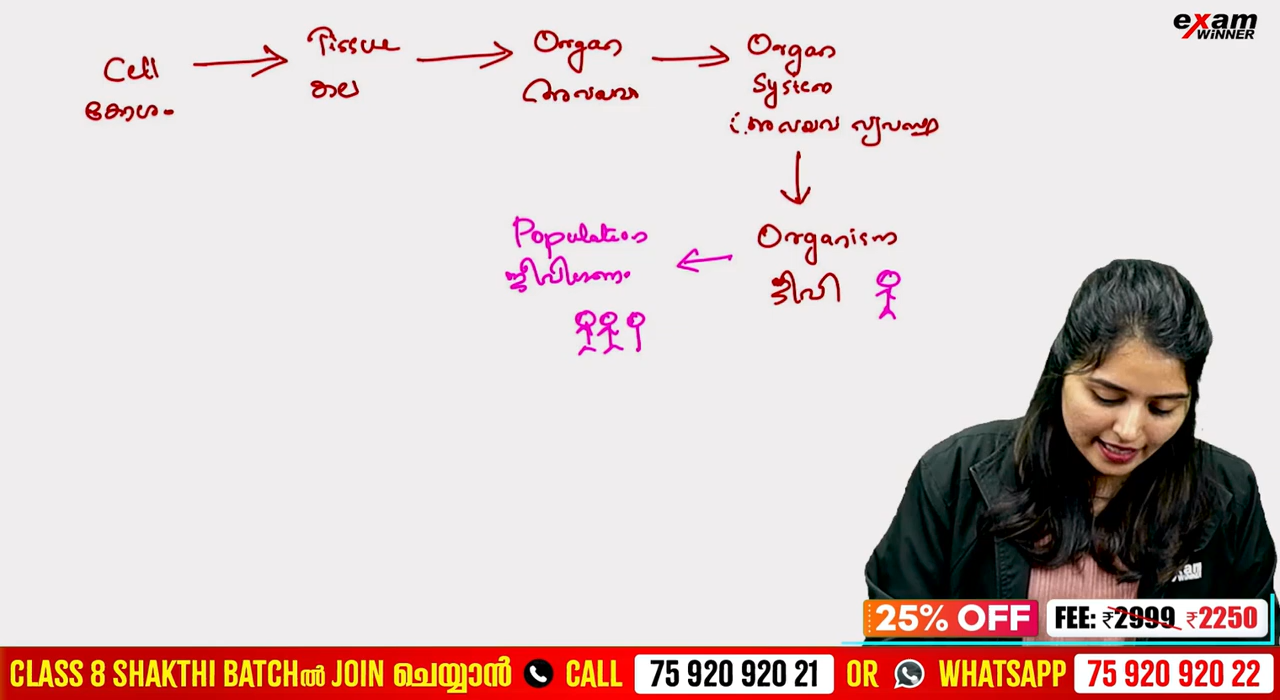 exam
WINNER
Cell
കോശം
Tissue
കല
Organ
അവയവം
Organ
System
അവയവ വ്യവസ്ഥ
Organism
ജീവി
Population
ജീവിഗണം
25% OFF
FEE: ₹2999 ₹2250
CLASS 8 SHAKTHI BATCHൽ JOIN ചെയ്യാൻ CALL 75 920 920 21 OR WHATSAPP 75 920 920 22